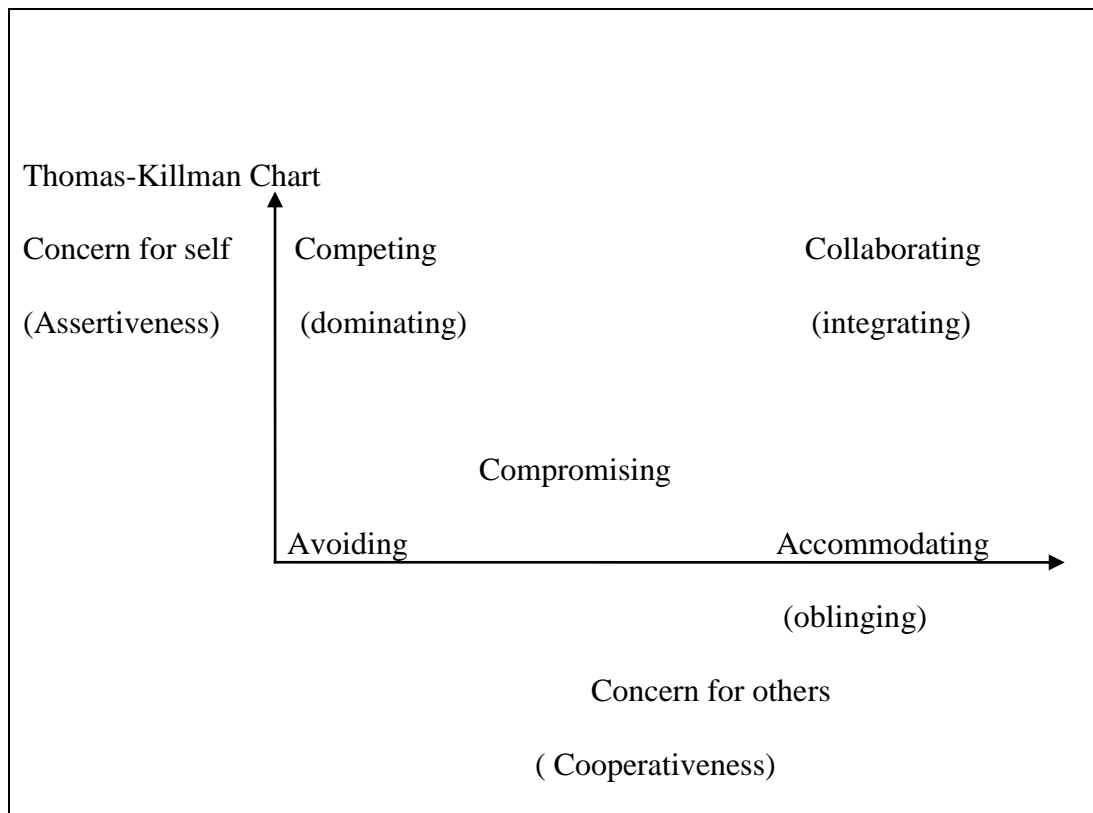 Thomas-Killman Chart
Concern for self Competing Collaborating
(Assertiveness) (dominating) (integrating)
Compromising
Avoiding Accommodating
(oblinging)
Concern for others
( Cooperativeness)